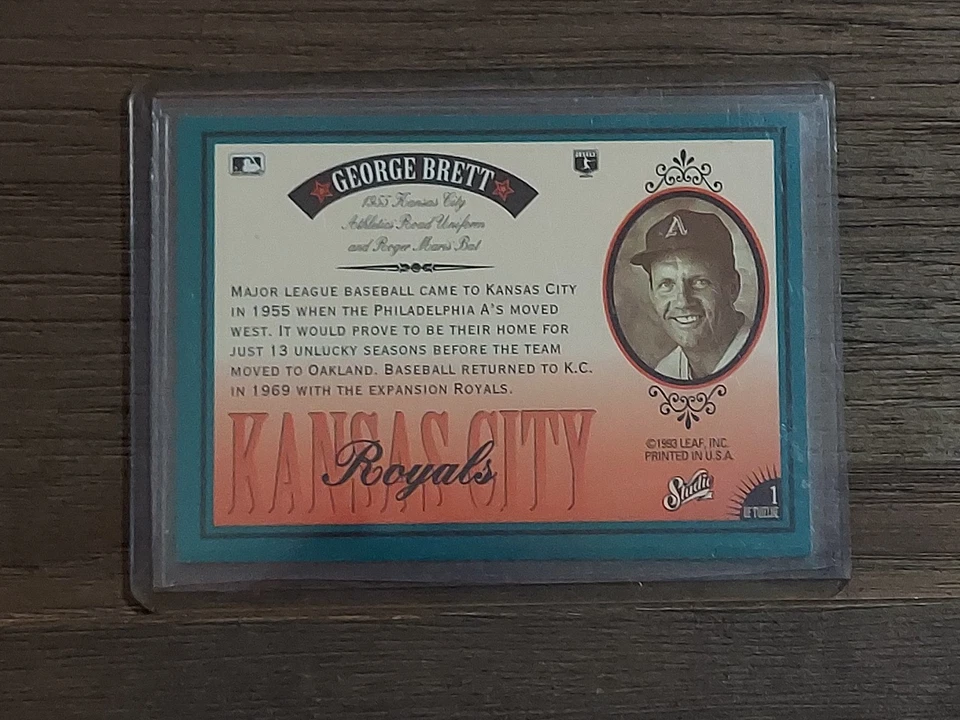 GEORGE BRETT
1955 Kansas City
Athletics Road Uniform
and Roger Maris Bat
MAJOR LEAGUE BASEBALL CAME TO KANSAS CITY
IN 1955 WHEN THE PHILADELPHIA A'S MOVED
WEST. IT WOULD PROVE TO BE THEIR HOME FOR
JUST 13 UNLUCKY SEASONS BEFORE THE TEAM
MOVED TO OAKLAND. BASEBALL RETURNED TO K.C.
IN 1969 WITH THE EXPANSION ROYALS.
A
KANSAS CITY
Royals
©1993 LEAF, INC.
PRINTED IN U.S.A.
Studio
1
OF TWELVE